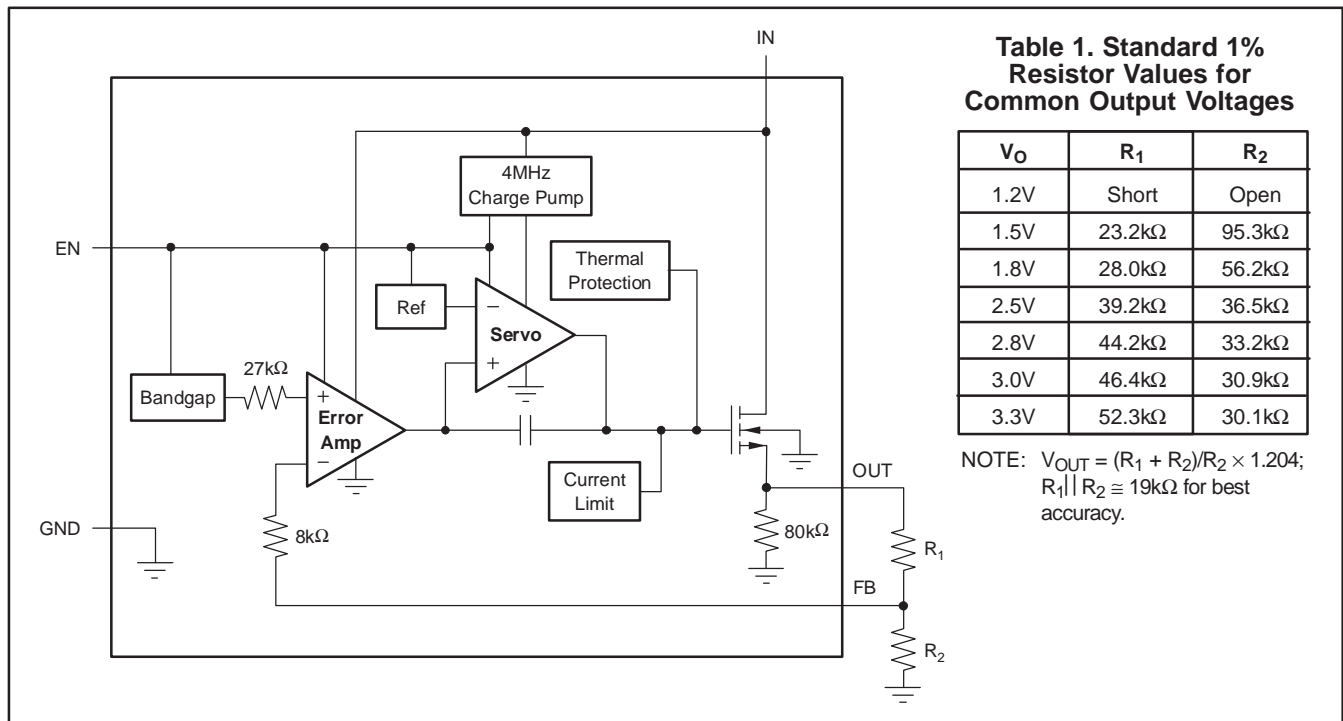 IN
4MHz
Charge Pump
EN
Thermal
Protection
Ref
−
Servo
+
27kΩ
Bandgap
+
Error
Amp
−
Current
Limit
OUT
GND
8kΩ
80kΩ
R1
FB
R2
Table 1. Standard 1%
Resistor Values for
Common Output Voltages
VO R1 R2
1.2V Short Open
1.5V 23.2kΩ 95.3kΩ
1.8V 28.0kΩ 56.2kΩ
2.5V 39.2kΩ 36.5kΩ
2.8V 44.2kΩ 33.2kΩ
3.0V 46.4kΩ 30.9kΩ
3.3V 52.3kΩ 30.1kΩ
NOTE: VOUT = (R1 + R2)/R2 × 1.204;
R1||R2 ≅ 19kΩ for best
accuracy.